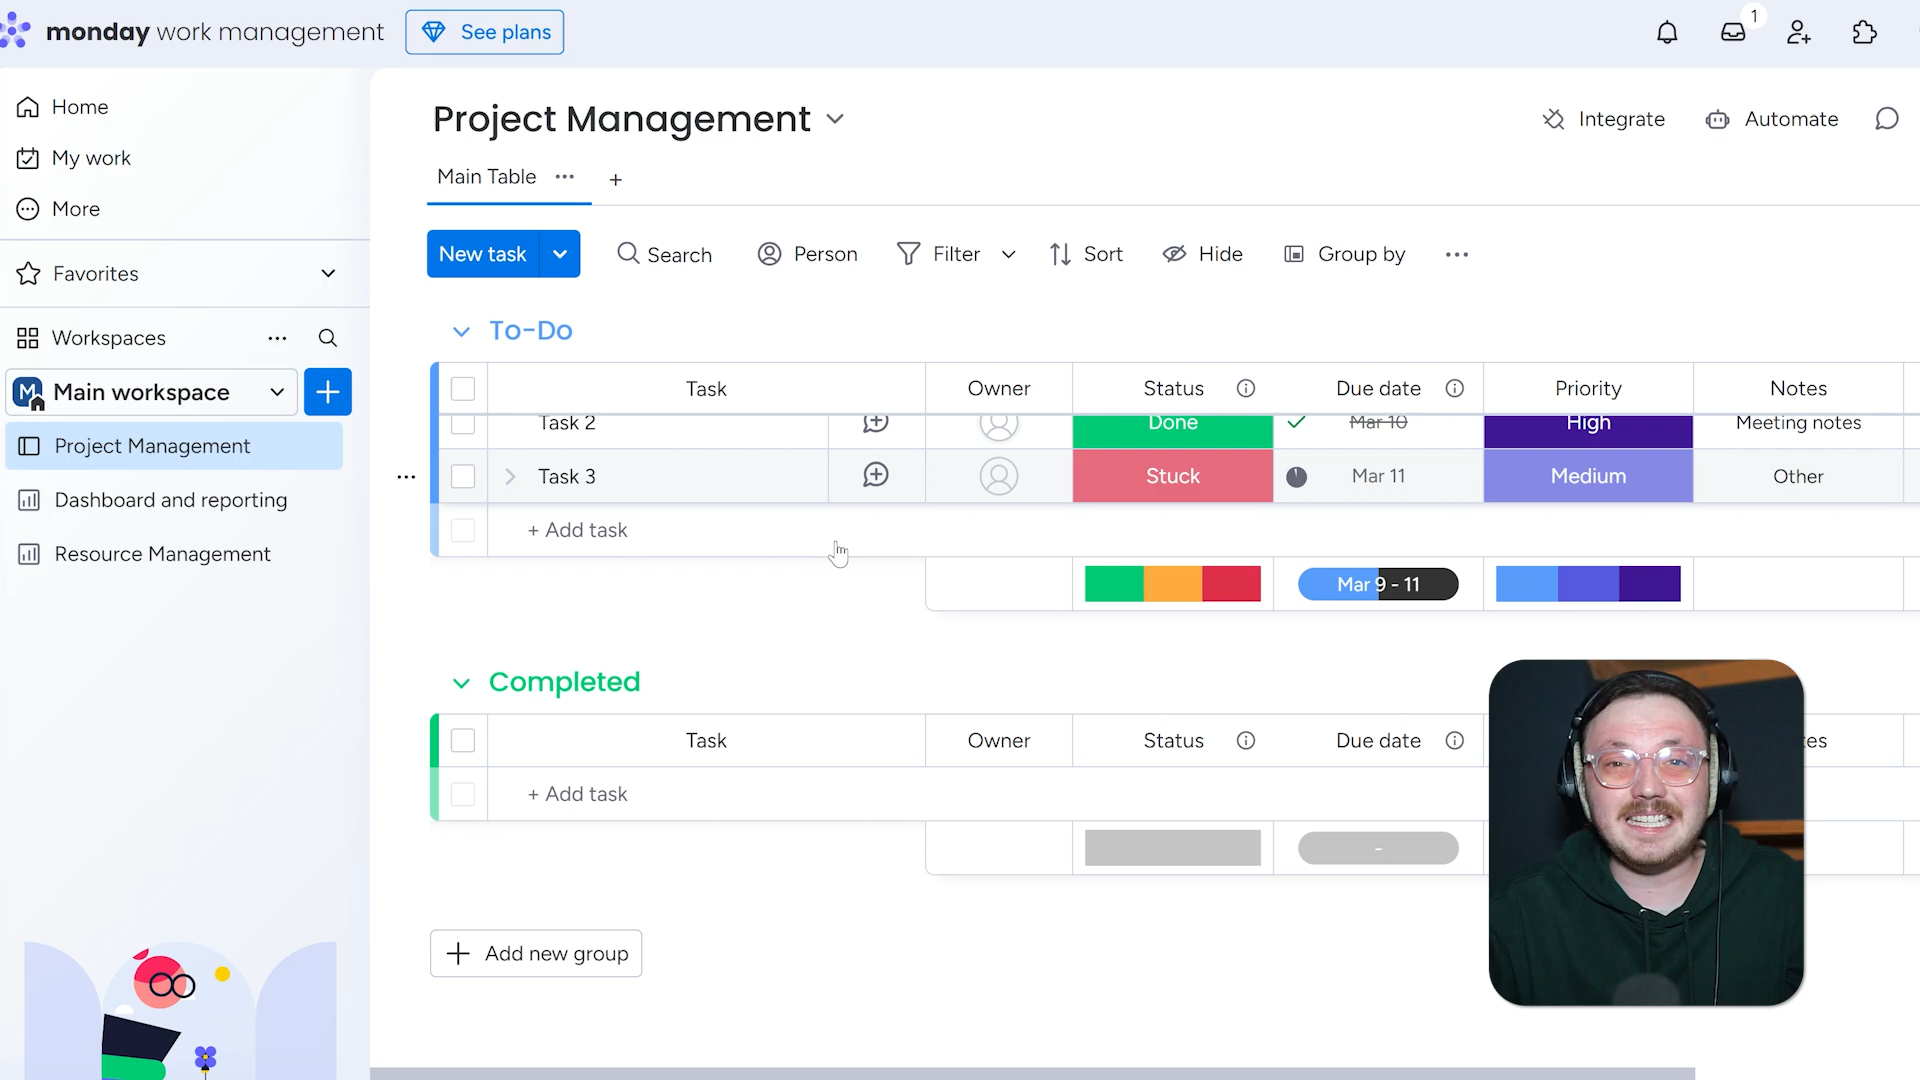 monday work management
See plans
1
Home
My work
More
Favorites
Workspaces
M Main workspace
Project Management
Dashboard and reporting
Resource Management
Project Management
Integrate
Automate
Main Table
New task
Search
Person
Filter
Sort
Hide
Group by
To-Do
Task Owner Status Due date Priority Notes
Task 2 Done Mar 10 High Meeting notes
Task 3 Stuck Mar 11 Medium Other
+ Add task
Mar 9 - 11
Completed
Task Owner Status Due date
+ Add task
-
+ Add new group